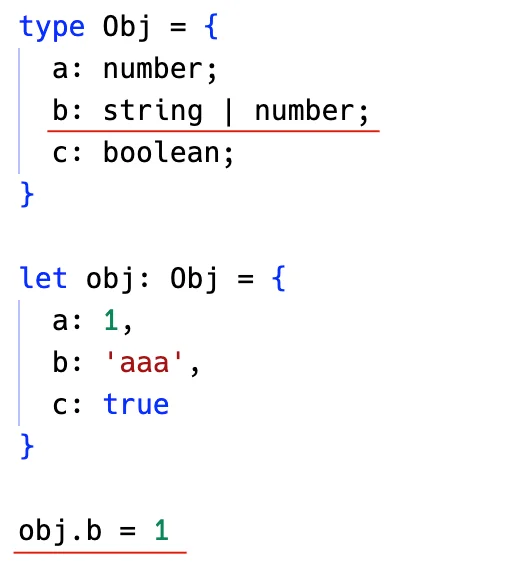 type Obj = {
  a: number;
  b: string | number;
  c: boolean;
}

let obj: Obj = {
  a: 1,
  b: 'aaa',
  c: true
}

obj.b = 1